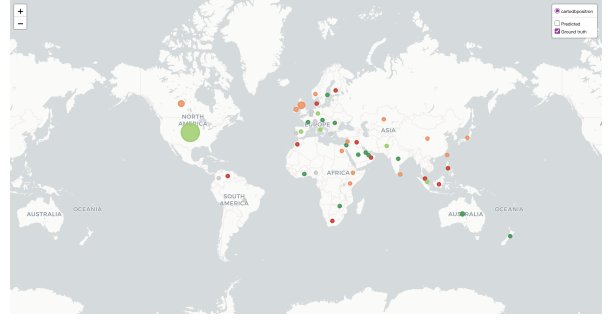 +
−
cartodbpositron
Predicted
Ground truth
NORTH
AMERICA
EUROPE
ASIA
AFRICA
SOUTH
AMERICA
AUSTRALIA
OCEANIA
AUSTRALIA
OCEANIA